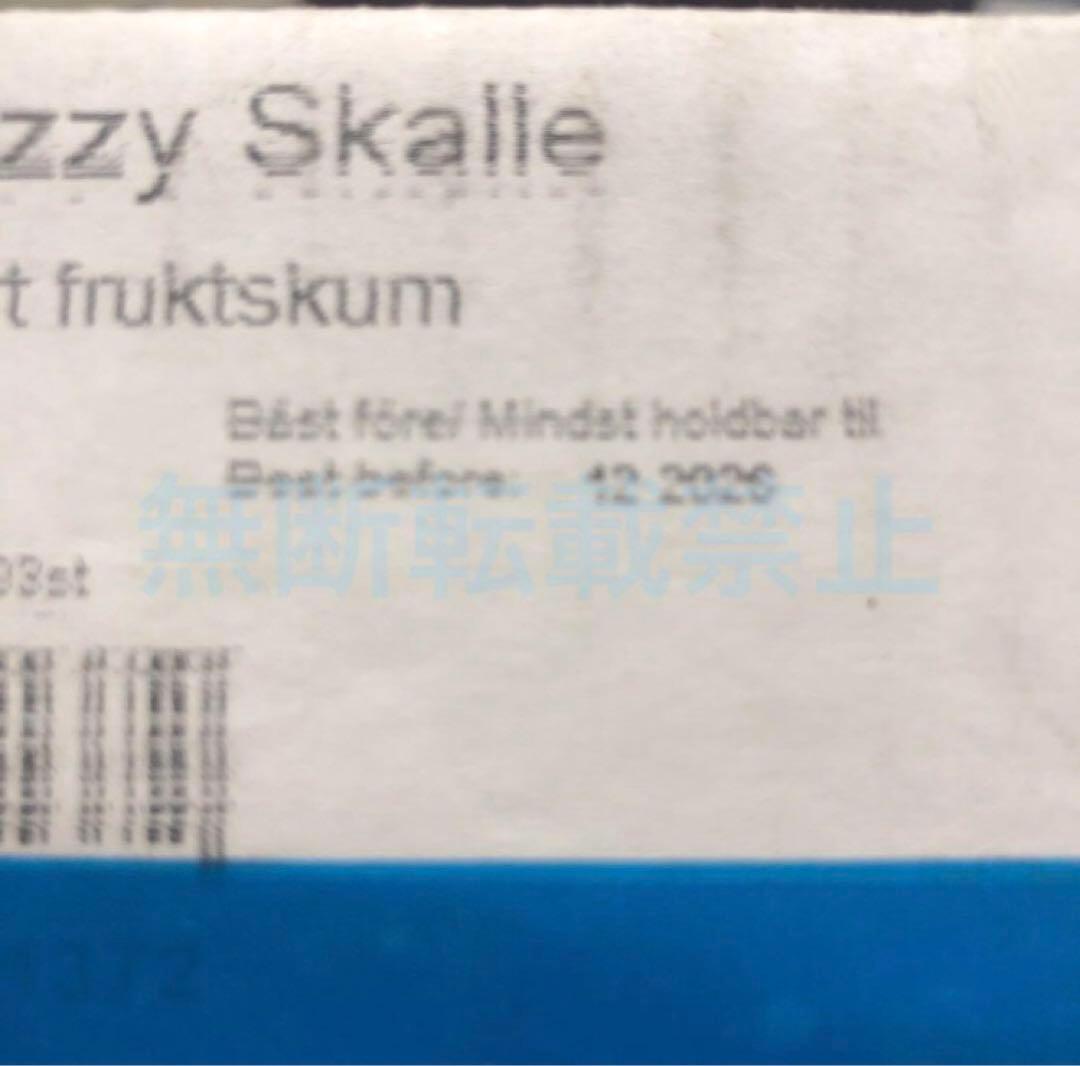 zzy Skalle
t fruktskum
Bäst före/ Mindst holdbar til
Best before: 12 2026
無断転載禁止
93st